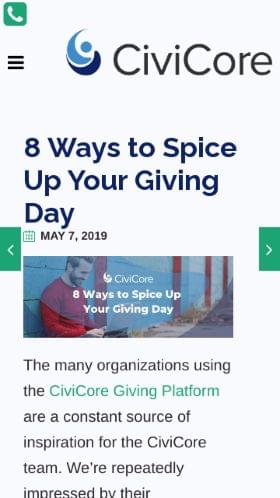 CiviCore
8 Ways to Spice
Up Your Giving
Day
MAY 7, 2019
CiviCore
8 Ways to Spice Up
Your Giving Day
The many organizations using
the CiviCore Giving Platform
are a constant source of
inspiration for the CiviCore
team. We’re repeatedly
impressed by their